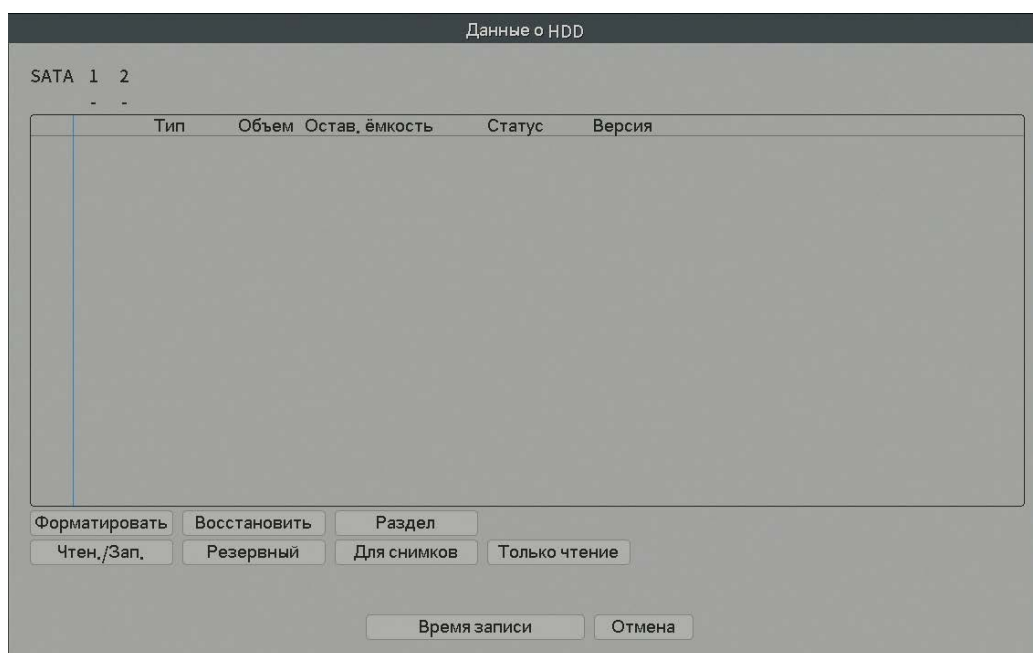 Данные о HDD
SATA 1 2
- -
Тип Объем Остав. ёмкость Статус Версия
Форматировать Восстановить Раздел
Чтен./Зап. Резервный Для снимков Только чтение
Время записи Отмена